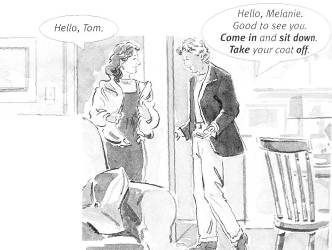 Hello, Tom.
Hello, Melanie.
Good to see you.
Come in and sit down.
Take your coat off.